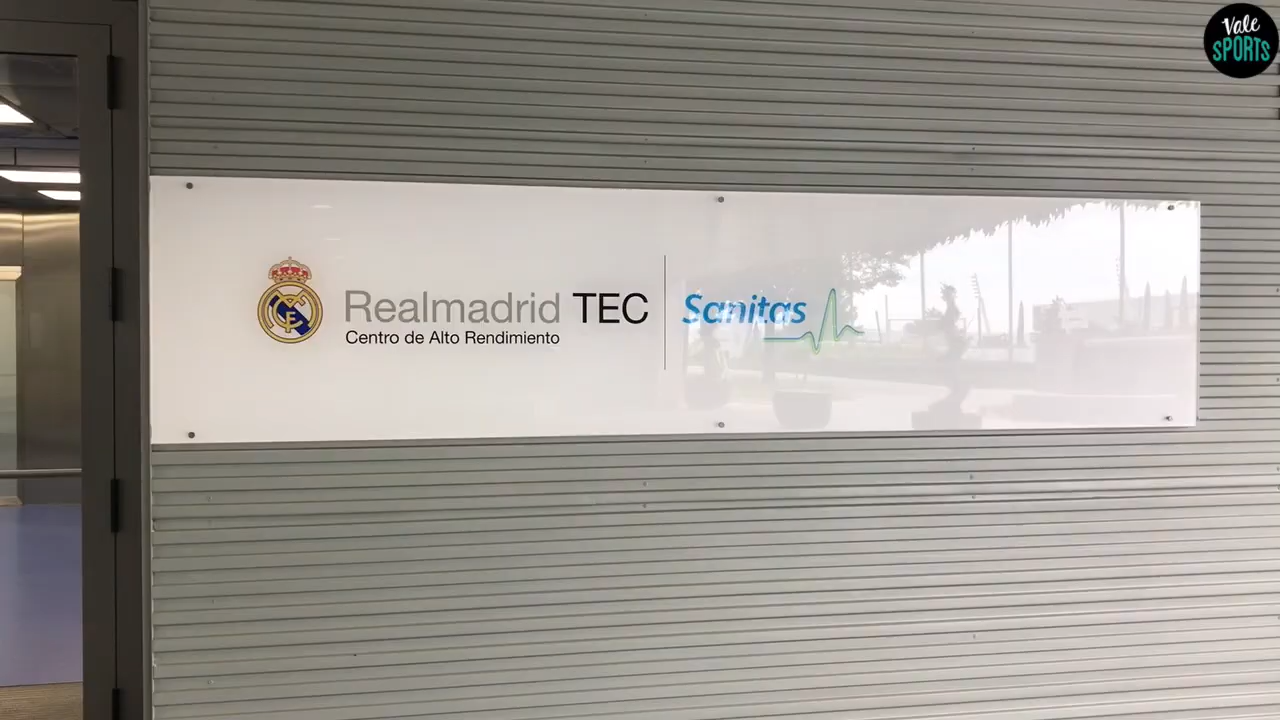 Vale
SPORTS
Realmadrid TEC
Centro de Alto Rendimiento
Sanitas